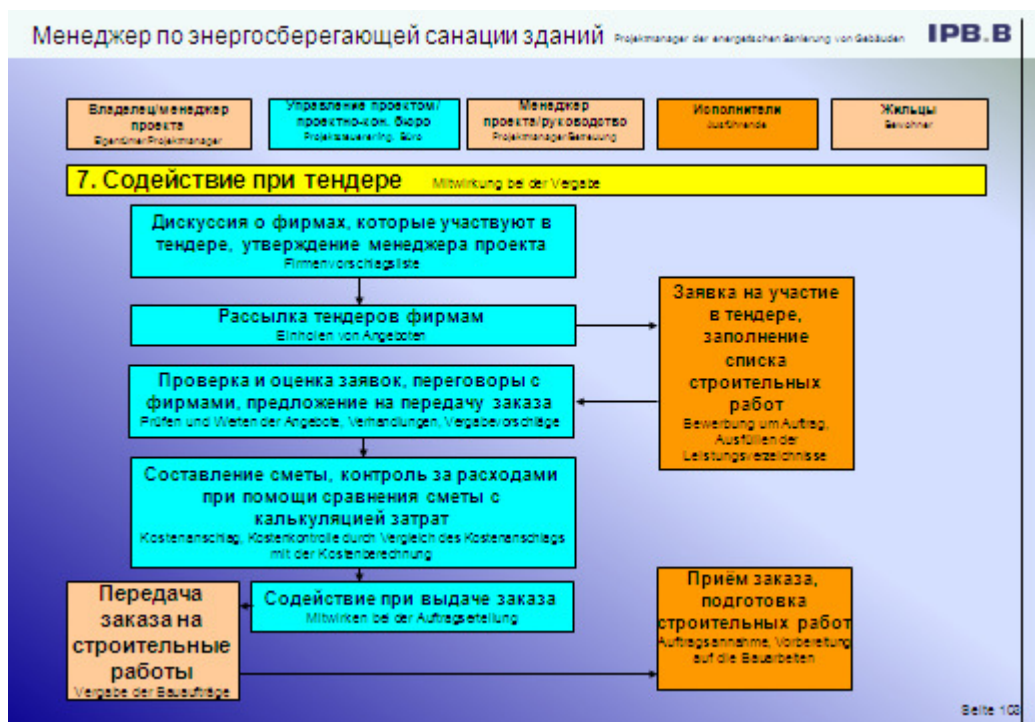 Менеджер по энергосберегающей санации зданий Projektmanager der energetischen Sanierung von Gebäuden IPB.B
Владелец/менеджер
проекта
Eigentümer/Projektmanager
Управление проектом/
проектно-кон. бюро
Projektsteuerer/Ing. Büro
Менеджер
проекта/руководство
Projektmanager/Betreuung
Исполнители
Ausführende
Жильцы
Bewohner
7. Содействие при тендере Mitwirkung bei der Vergabe
Дискуссия о фирмах, которые участвуют в
тендере, утверждение менеджера проекта
Firmenvorschlagsliste
Рассылка тендеров фирмам
Einholen von Angeboten
Заявка на участие
в тендере,
заполнение
списка
строительных
работ
Bewerbung um Auftrag,
Ausfüllen der
Leistungsverzeichnisse
Проверка и оценка заявок, переговоры с
фирмами, предложение на передачу заказа
Prüfen und Werten der Angebote, Verhandlungen, Vergabevorschläge
Составление сметы, контроль за расходами
при помощи сравнения сметы с
калькуляцией затрат
Kostenanschlag, Kostenkontrolle durch Vergleich des Kostenanschlags
mit der Kostenberechnung
Содействие при выдаче заказа
Mitwirken bei der Auftragserteilung
Передача
заказа на
строительные
работы
Vergabe der Bauaufträge
Приём заказа,
подготовка
строительных работ
Auftragsannahme, Vorbereitung
auf die Bauarbeiten
Seite 103